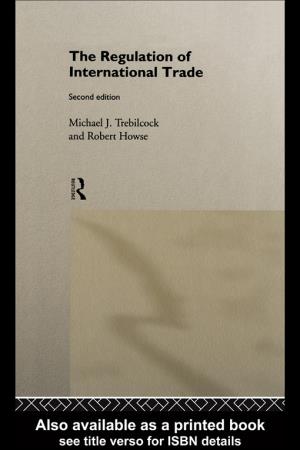 The Regulation of
International Trade
Second edition
Michael J. Trebilcock
and Robert Howse
ROUTLEDGE
Also available as a printed book
see title verso for ISBN details